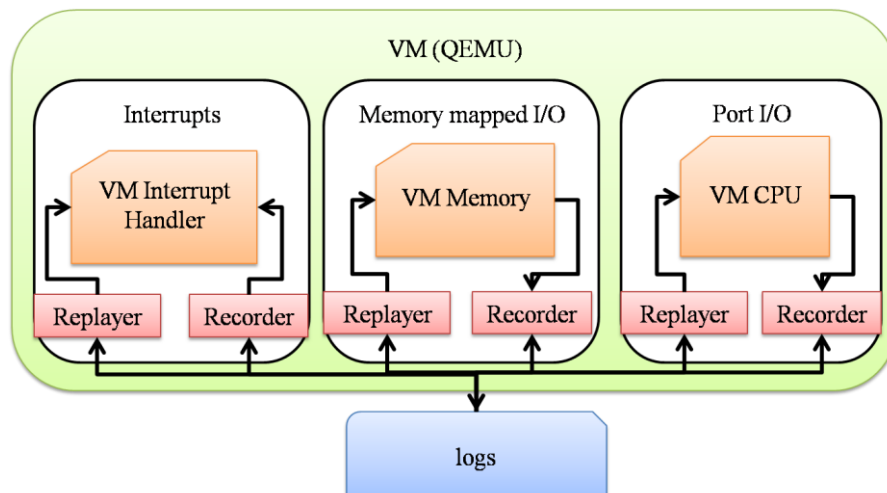 VM (QEMU)
Interrupts
Memory mapped I/O
Port I/O
VM Interrupt
Handler
VM Memory
VM CPU
Replayer
Recorder
Replayer
Recorder
Replayer
Recorder
logs